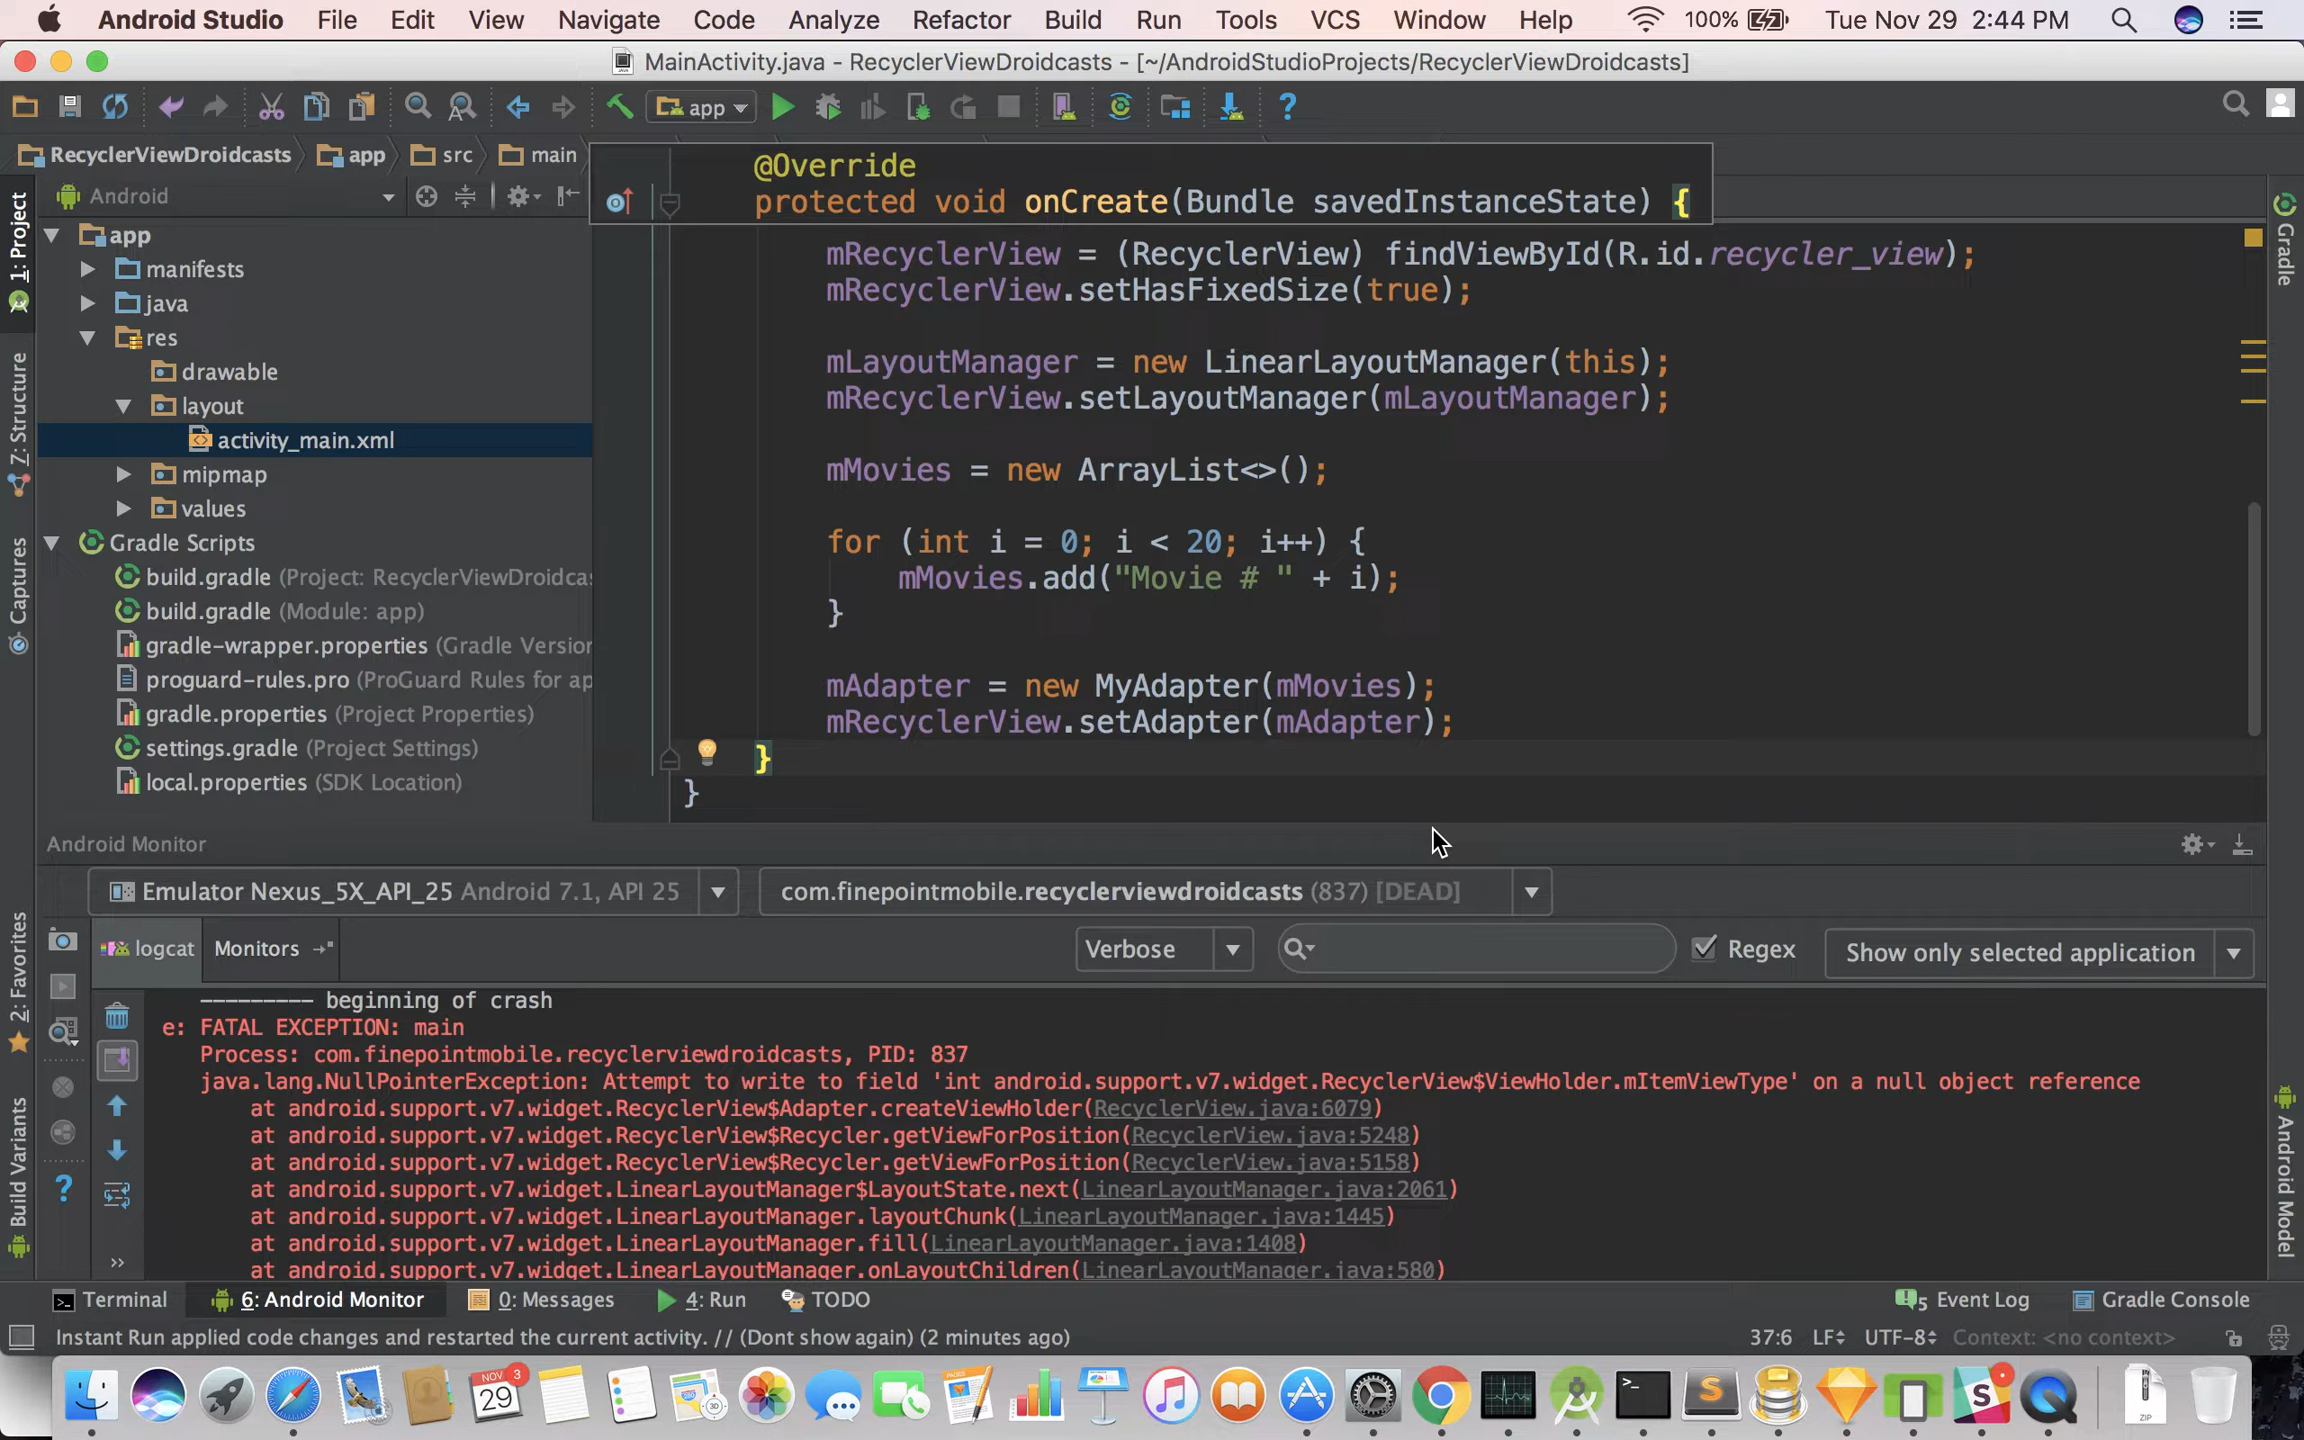 Android Studio File Edit View Navigate Code Analyze Refactor Build Run Tools VCS Window Help 100% Tue Nov 29 2:44 PM
MainActivity.java - RecyclerViewDroidcasts - [~/AndroidStudioProjects/RecyclerViewDroidcasts]
app
RecyclerViewDroidcasts app src main
Android
1: Project
7: Structure
Captures
2: Favorites
Build Variants
app
manifests
java
res
drawable
layout
activity_main.xml
mipmap
values
Gradle Scripts
build.gradle (Project: RecyclerViewDroidcas
build.gradle (Module: app)
gradle-wrapper.properties (Gradle Version
proguard-rules.pro (ProGuard Rules for ap
gradle.properties (Project Properties)
settings.gradle (Project Settings)
local.properties (SDK Location)
@Override
protected void onCreate(Bundle savedInstanceState) {
mRecyclerView = (RecyclerView) findViewById(R.id.recycler_view);
mRecyclerView.setHasFixedSize(true);
mLayoutManager = new LinearLayoutManager(this);
mRecyclerView.setLayoutManager(mLayoutManager);
mMovies = new ArrayList<>();
for (int i = 0; i < 20; i++) {
mMovies.add("Movie # " + i);
}
mAdapter = new MyAdapter(mMovies);
mRecyclerView.setAdapter(mAdapter);
}
}
Gradle
Android Model
Android Monitor
Emulator Nexus_5X_API_25 Android 7.1, API 25
com.finepointmobile.recyclerviewdroidcasts (837) [DEAD]
logcat Monitors Verbose Regex Show only selected application
--------- beginning of crash
e: FATAL EXCEPTION: main
Process: com.finepointmobile.recyclerviewdroidcasts, PID: 837
java.lang.NullPointerException: Attempt to write to field 'int android.support.v7.widget.RecyclerView$ViewHolder.mItemViewType' on a null object reference
at android.support.v7.widget.RecyclerView$Adapter.createViewHolder(RecyclerView.java:6079)
at android.support.v7.widget.RecyclerView$Recycler.getViewForPosition(RecyclerView.java:5248)
at android.support.v7.widget.RecyclerView$Recycler.getViewForPosition(RecyclerView.java:5158)
at android.support.v7.widget.LinearLayoutManager$LayoutState.next(LinearLayoutManager.java:2061)
at android.support.v7.widget.LinearLayoutManager.layoutChunk(LinearLayoutManager.java:1445)
at android.support.v7.widget.LinearLayoutManager.fill(LinearLayoutManager.java:1408)
at android.support.v7.widget.LinearLayoutManager.onLayoutChildren(LinearLayoutManager.java:580)
Terminal 6: Android Monitor 0: Messages 4: Run TODO 5 Event Log Gradle Console
Instant Run applied code changes and restarted the current activity. // (Dont show again) (2 minutes ago) 37:6 LF UTF-8 Context: <no context>
NOV 3
29
3D
ZIP